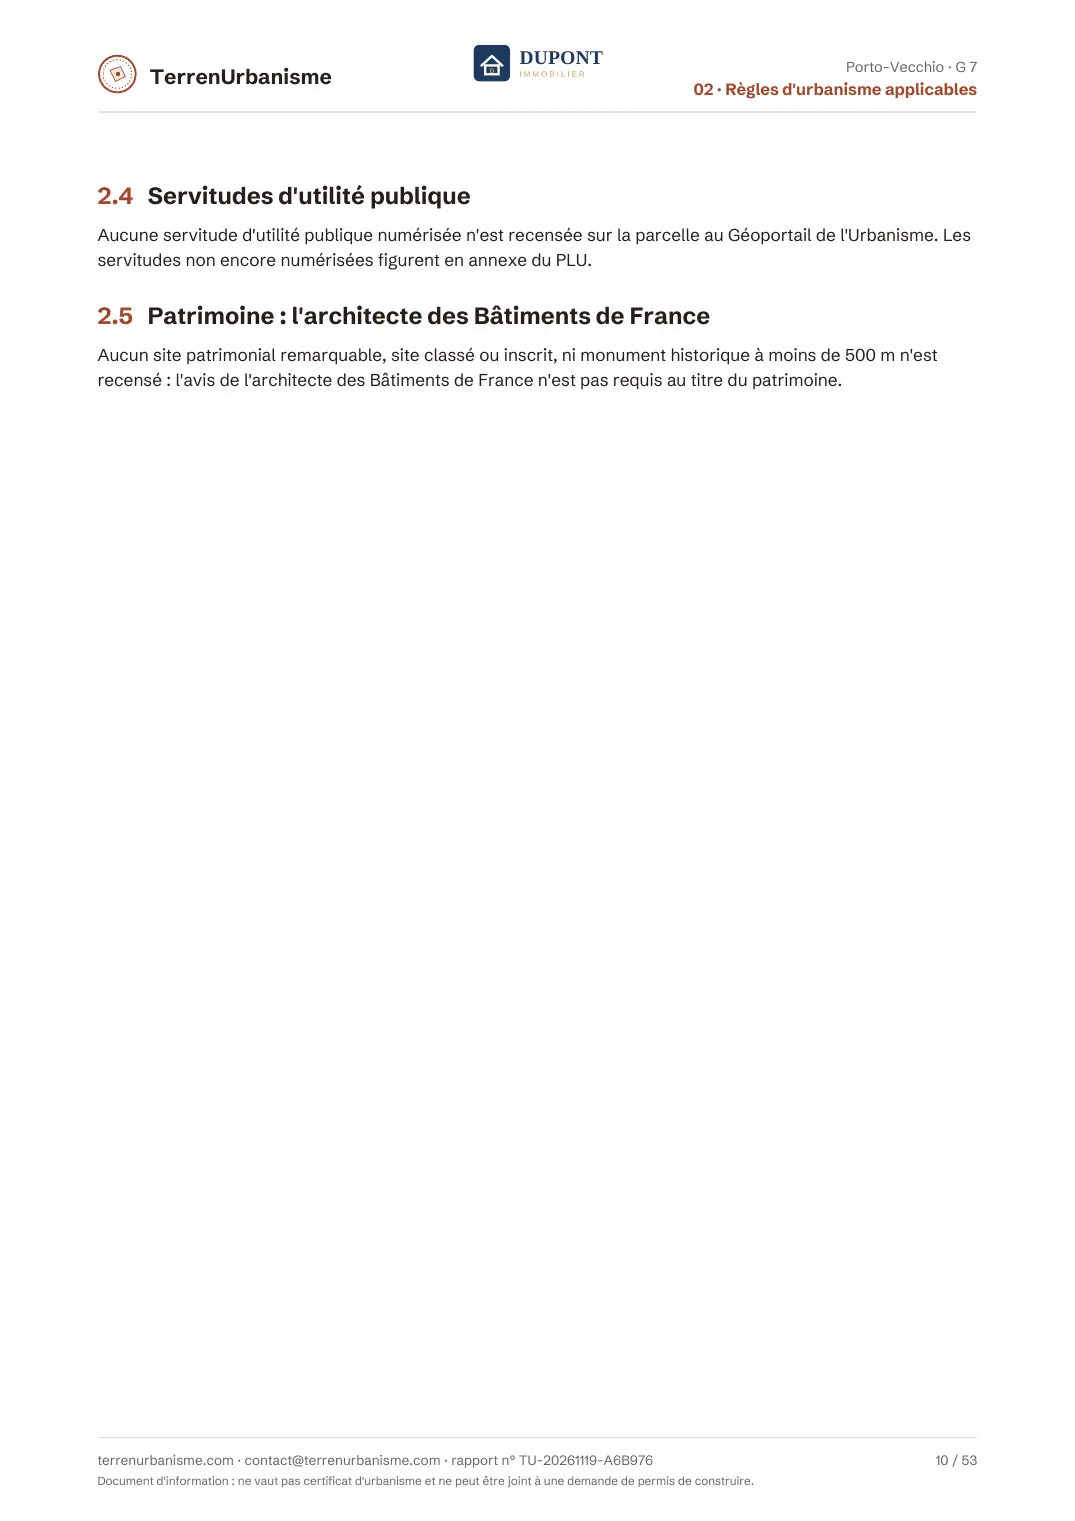 TerrenUrbanisme
DUPONT
IMMOBILIER
Porto-Vecchio · G 7
02 · Règles d'urbanisme applicables
2.4 Servitudes d'utilité publique
Aucune servitude d'utilité publique numérisée n'est recensée sur la parcelle au Géoportail de l'Urbanisme. Les
servitudes non encore numérisées figurent en annexe du PLU.
2.5 Patrimoine : l'architecte des Bâtiments de France
Aucun site patrimonial remarquable, site classé ou inscrit, ni monument historique à moins de 500 m n'est
recensé : l'avis de l'architecte des Bâtiments de France n'est pas requis au titre du patrimoine.
terrenurbanisme.com · contact@terrenurbanisme.com · rapport n° TU-20261119-A6B976
10 / 53
Document d'information : ne vaut pas certificat d'urbanisme et ne peut être joint à une demande de permis de construire.